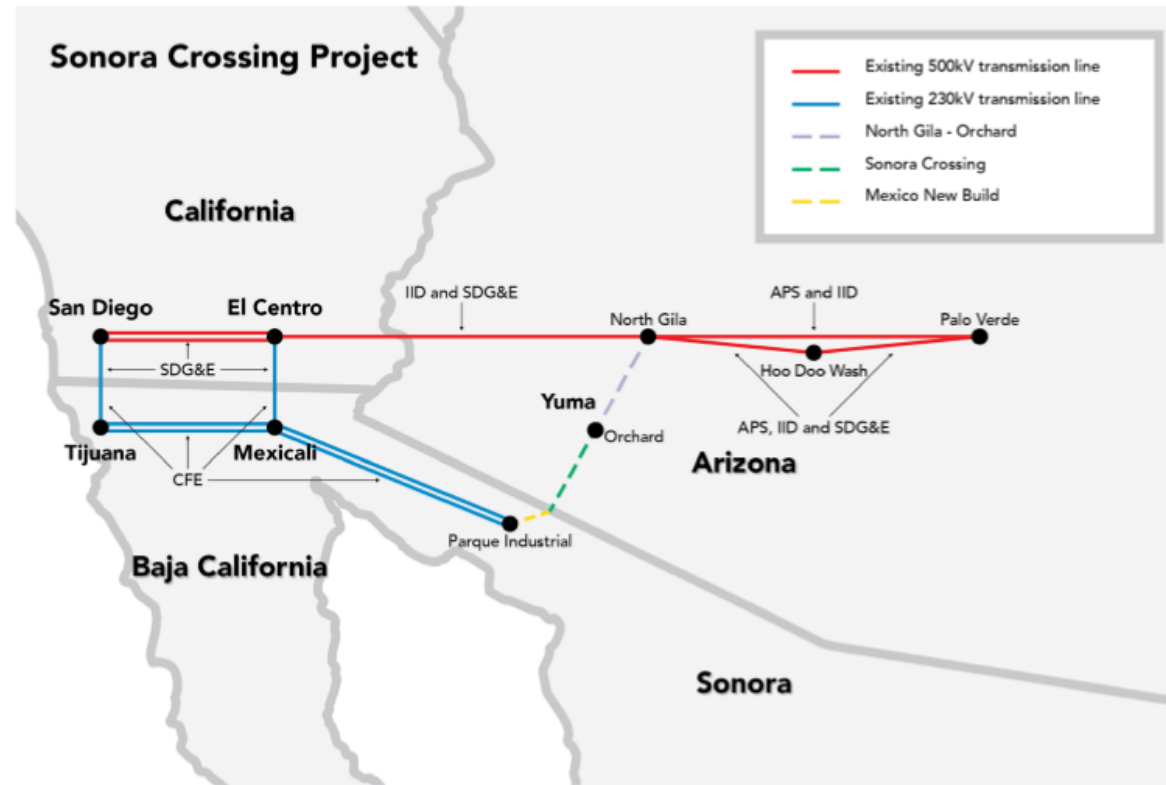 Sonora Crossing Project
Existing 500kV transmission line
Existing 230kV transmission line
North Gila - Orchard
Sonora Crossing
Mexico New Build
California
San Diego
El Centro
IID and SDG&E
APS and IID
North Gila
Palo Verde
SDG&E
Hoo Doo Wash
Yuma
Orchard
APS, IID and SDG&E
Tijuana
Mexicali
Arizona
CFE
Parque Industrial
Baja California
Sonora